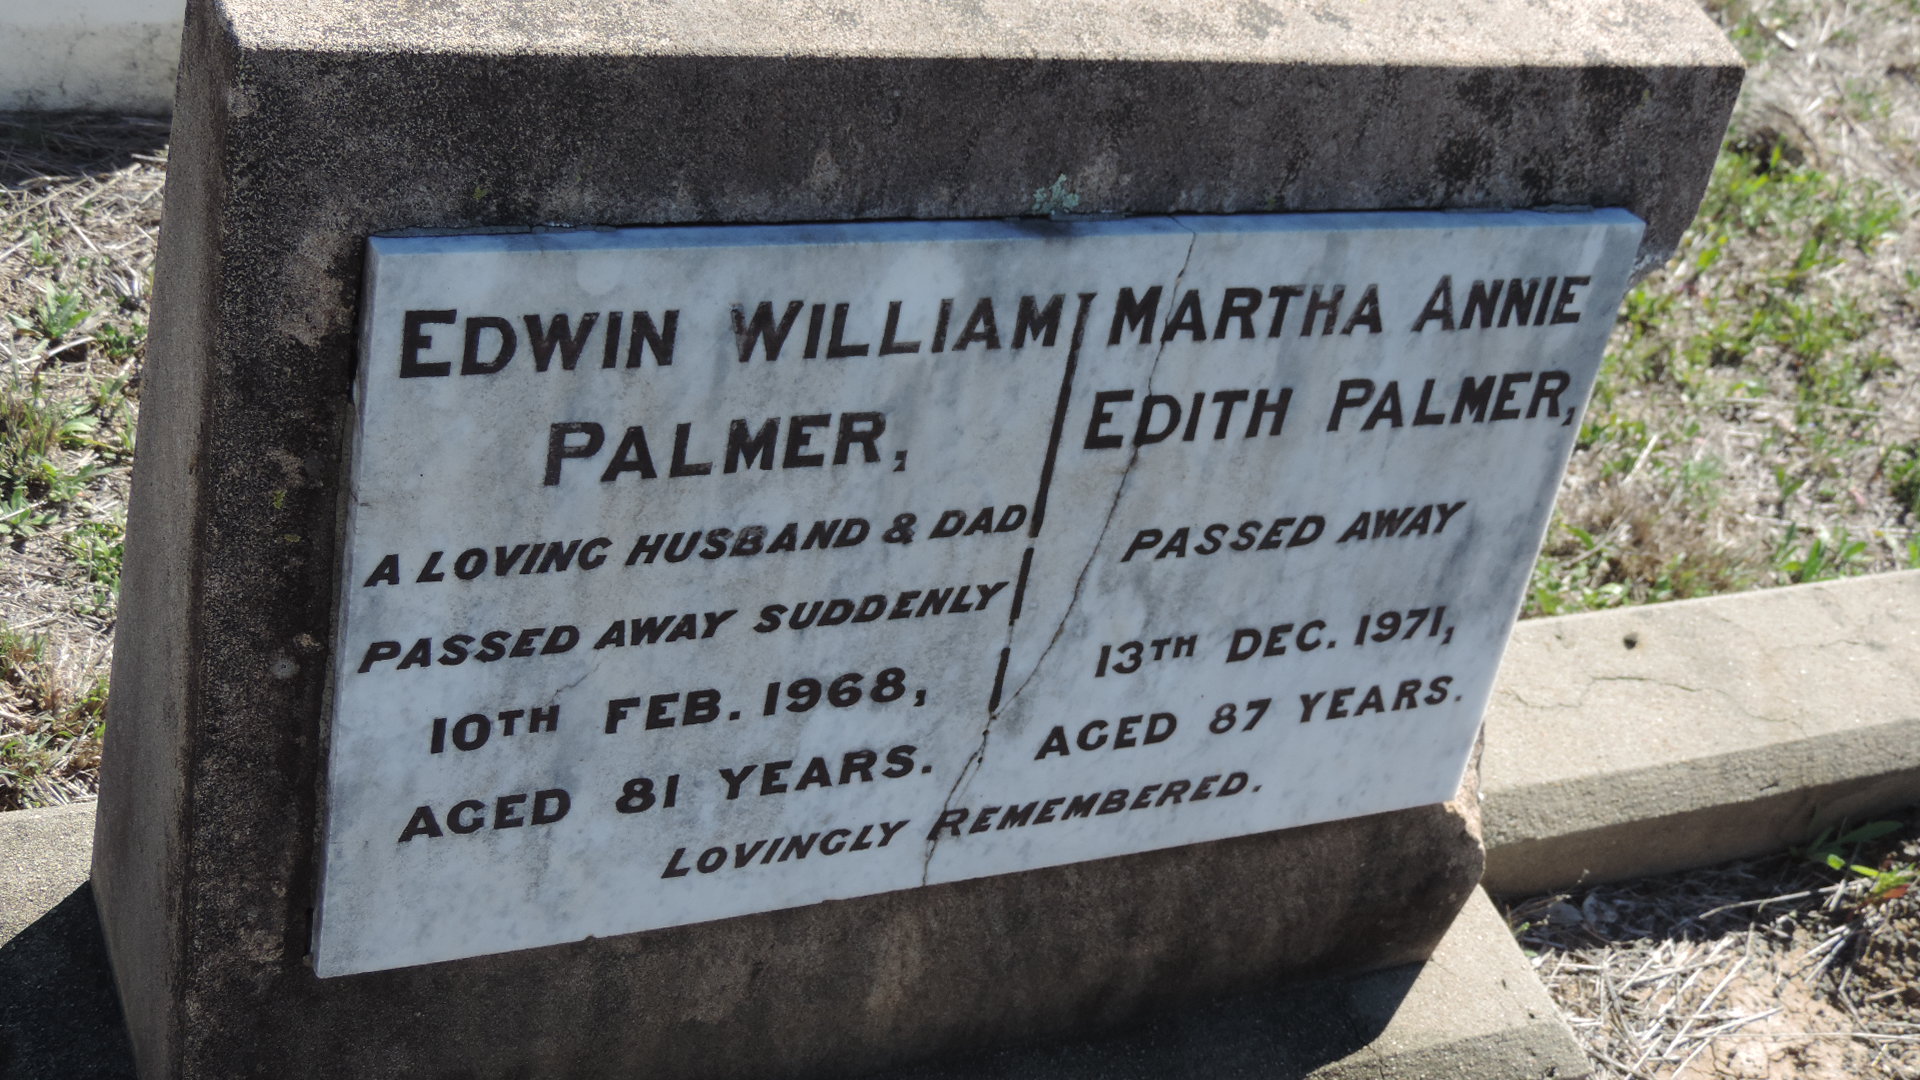 EDWIN WILLIAM
PALMER,
A LOVING HUSBAND & DAD
PASSED AWAY SUDDENLY
10TH FEB. 1968,
AGED 81 YEARS.
MARTHA ANNIE
EDITH PALMER,
PASSED AWAY
13TH DEC. 1971,
AGED 87 YEARS.
LOVINGLY REMEMBERED.